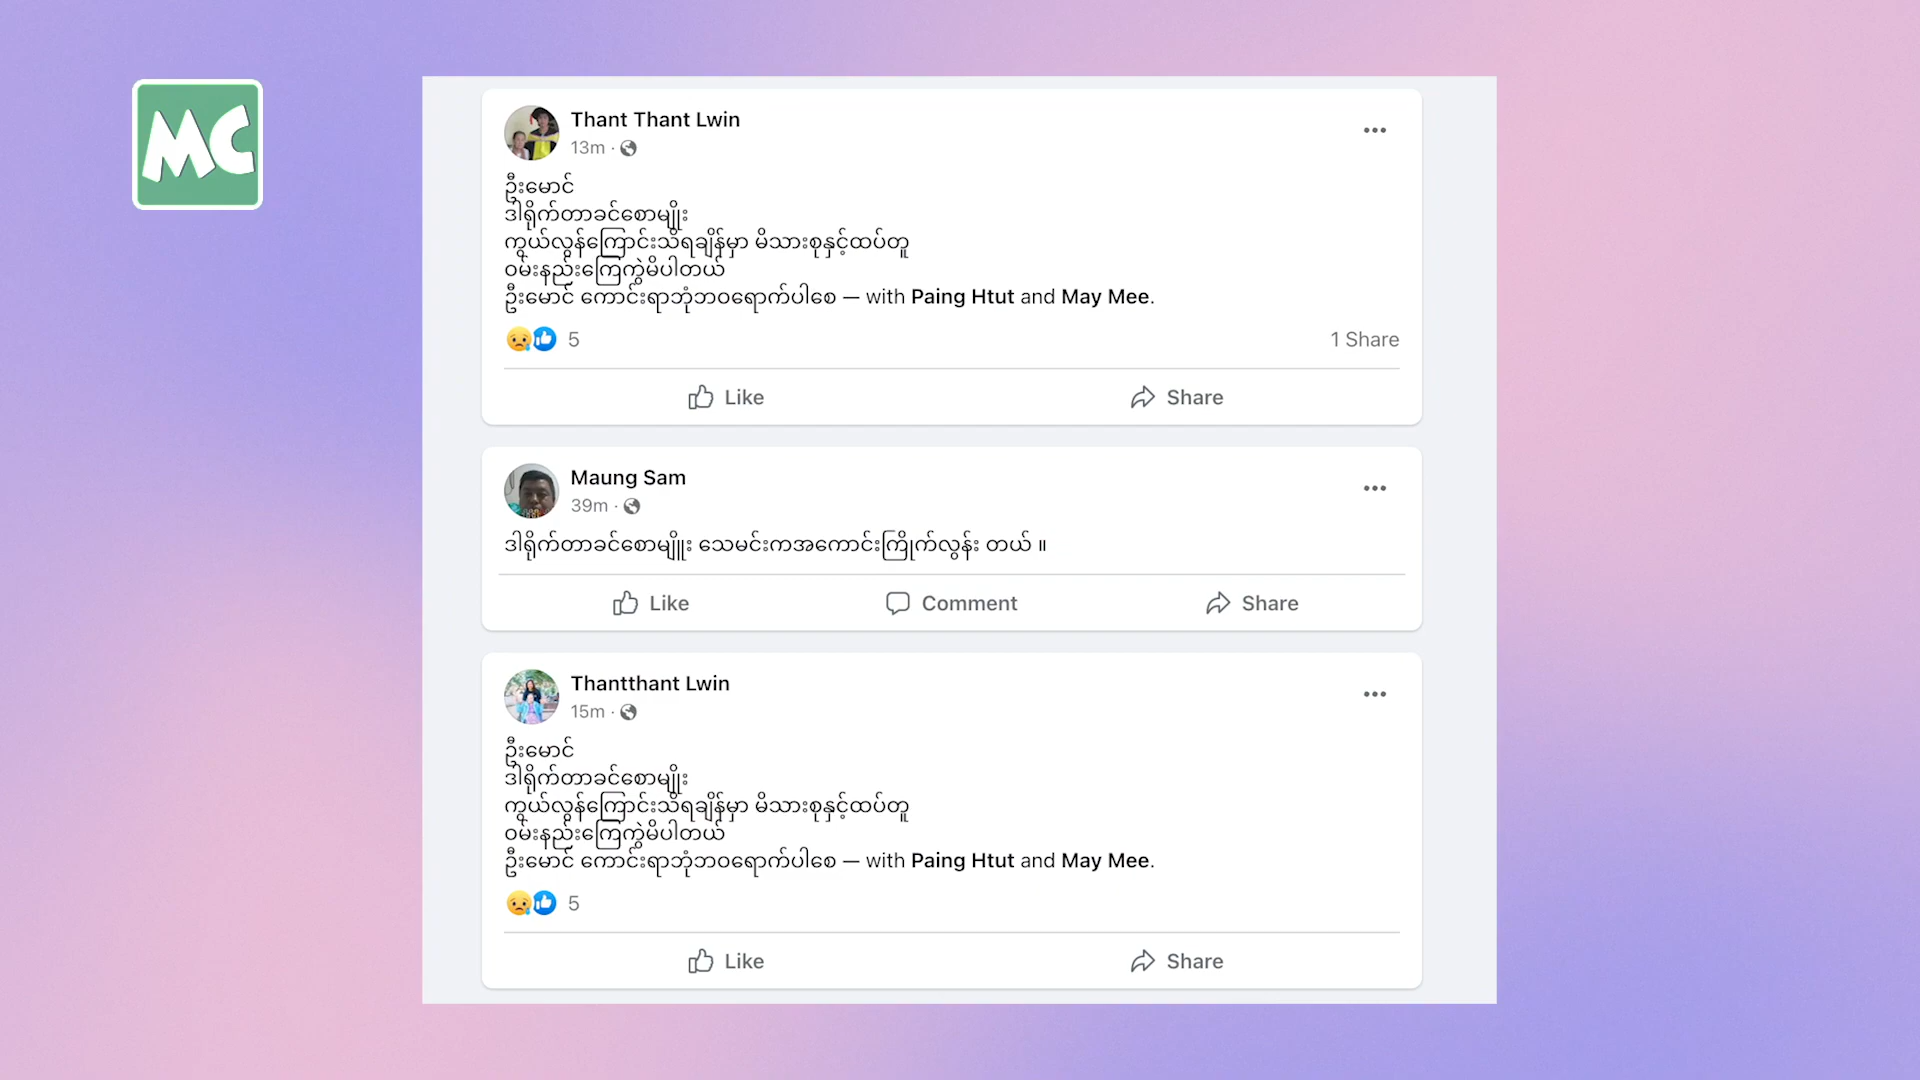 MC
Thant Thant Lwin
13m ·
ဦးမောင်
ဒါရိုက်တာခင်စောမျိုး
ကွယ်လွန်ကြောင်းသိရချိန်မှာ မိသားစုနှင့်ထပ်တူ
ဝမ်းနည်းကြေကွဲမိပါတယ်
ဦးမောင် ကောင်းရာဘုံဘဝရောက်ပါစေ — with Paing Htut and May Mee.
5
1 Share
Like
Share
Maung Sam
39m ·
ဒါရိုက်တာခင်စောမျိူး သေမင်းကအကောင်းကြိုက်လွန်း တယ် ။
Like
Comment
Share
Thantthant Lwin
15m ·
ဦးမောင်
ဒါရိုက်တာခင်စောမျိုး
ကွယ်လွန်ကြောင်းသိရချိန်မှာ မိသားစုနှင့်ထပ်တူ
ဝမ်းနည်းကြေကွဲမိပါတယ်
ဦးမောင် ကောင်းရာဘုံဘဝရောက်ပါစေ — with Paing Htut and May Mee.
5
Like
Share